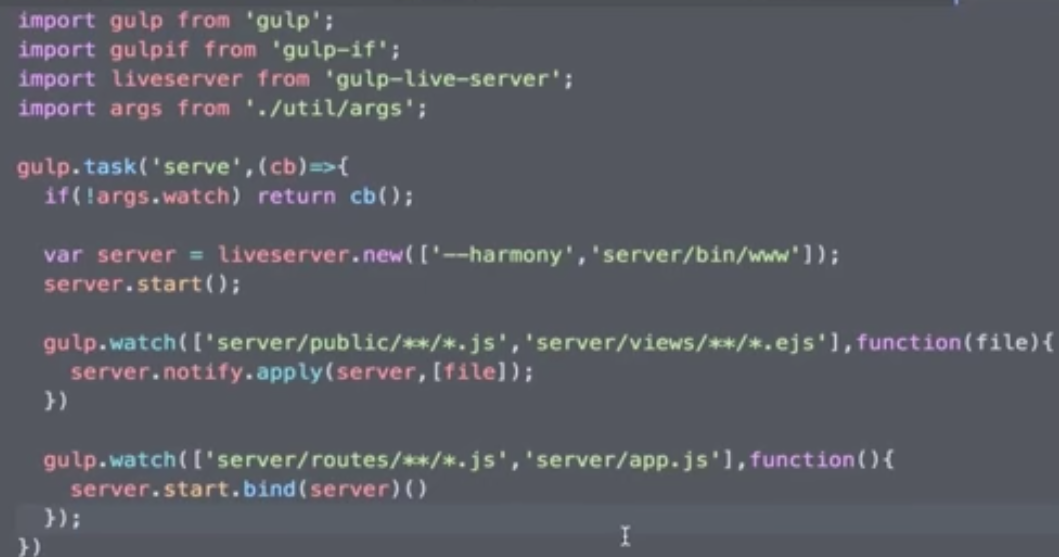 import gulp from 'gulp';
import gulpif from 'gulp-if';
import liveserver from 'gulp-live-server';
import args from './util/args';

gulp.task('serve',(cb)=>{
  if(!args.watch) return cb();

  var server = liveserver.new(['--harmony','server/bin/www']);
  server.start();

  gulp.watch(['server/public/**/*.js','server/views/**/*.ejs'],function(file){
    server.notify.apply(server,[file]);
  })

  gulp.watch(['server/routes/**/*.js','server/app.js'],function(){
    server.start.bind(server)()
  });
})